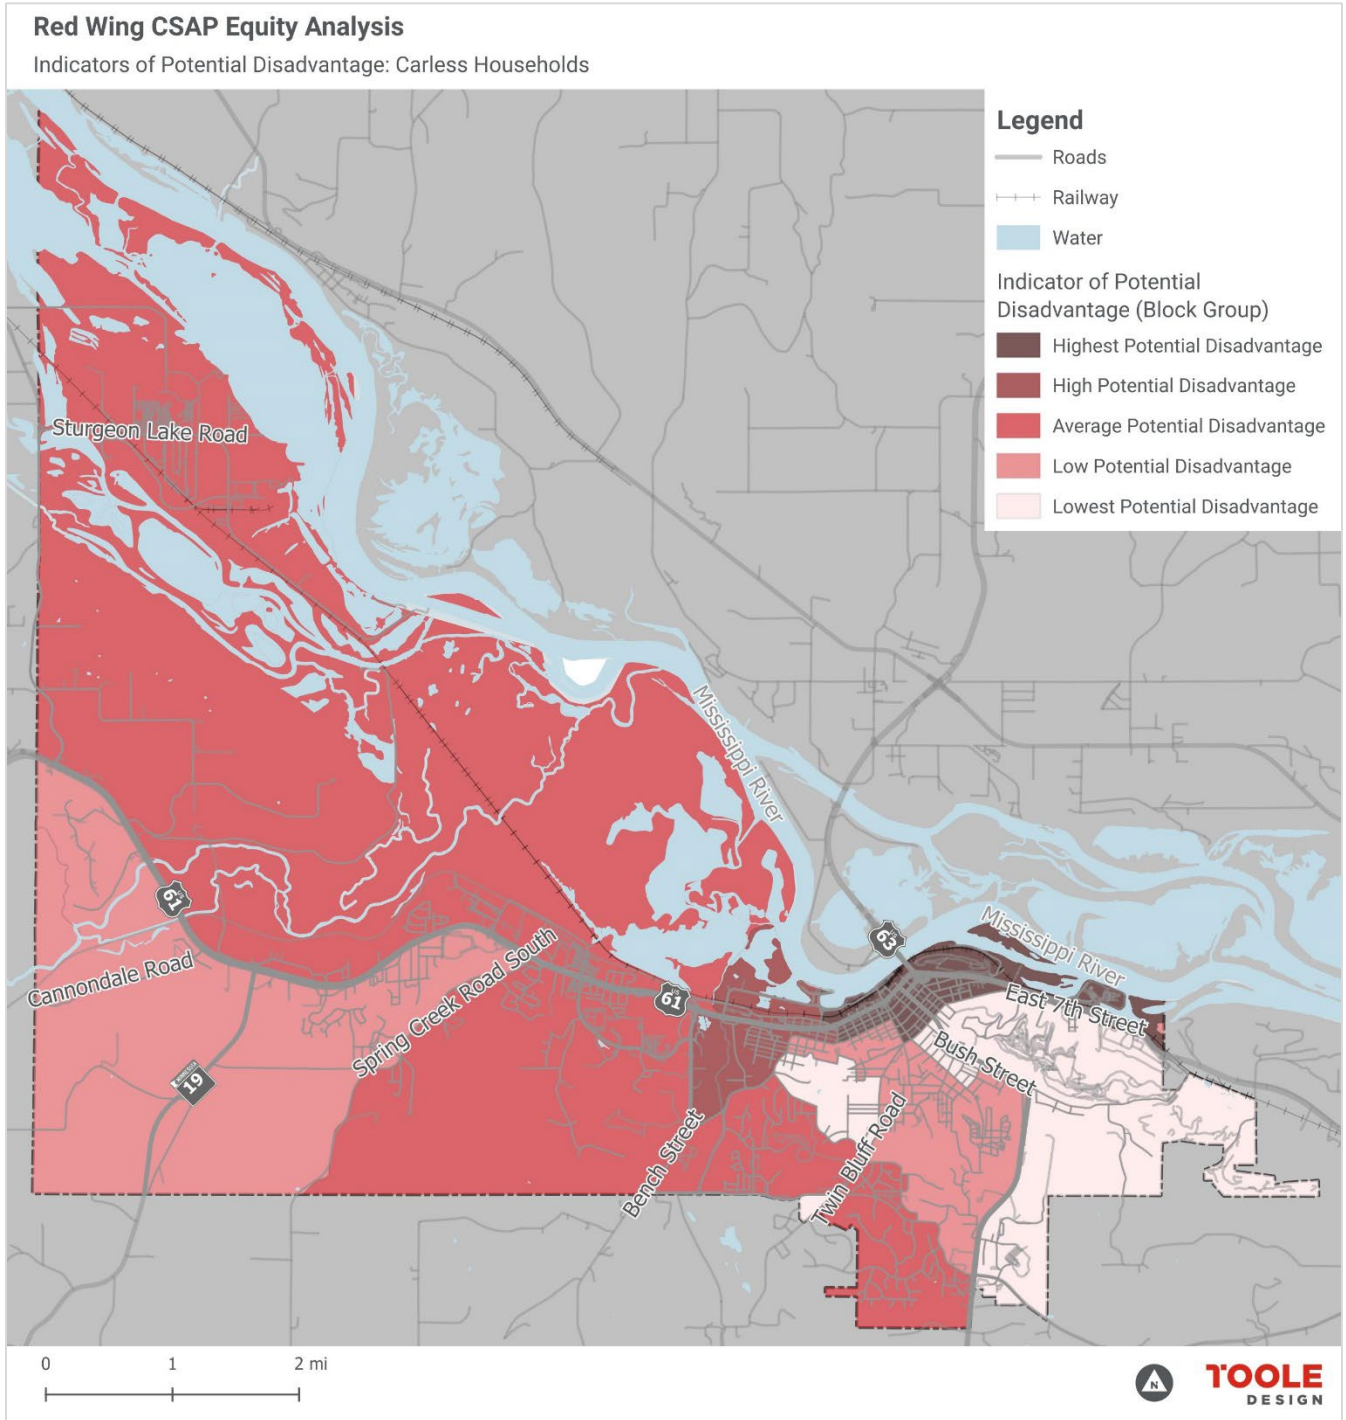 Red Wing CSAP Equity Analysis
Indicators of Potential Disadvantage: Carless Households
Legend
Roads
Railway
Water
Indicator of Potential
Disadvantage (Block Group)
Highest Potential Disadvantage
High Potential Disadvantage
Average Potential Disadvantage
Low Potential Disadvantage
Lowest Potential Disadvantage
Sturgeon Lake Road
Mississippi River
61
63
Mississippi River
Cannondale Road
Spring Creek Road South
61
East 7th Street
Bush Street
19
Bench Street
Twin Bluff Road
0 1 2 mi
N
TOOLE
DESIGN